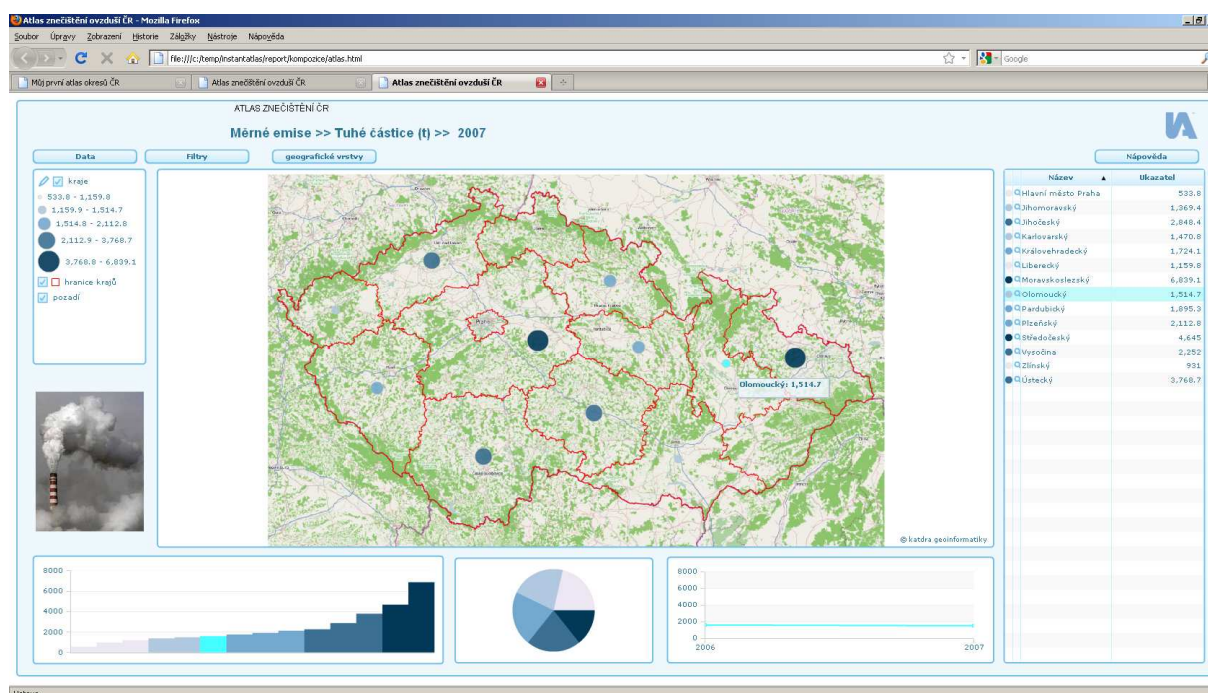 Atlas znečištění ovzduší ČR - Mozilla Firefox
Soubor Úpravy Zobrazení Historie Záložky Nástroje Nápověda
file:///c:/temp/instantatlas/report/kompozice/atlas.html
Google
Můj první atlas okresů ČR
Atlas znečištění ovzduší ČR
Atlas znečištění ovzduší ČR
ATLAS ZNEČIŠTĚNÍ ČR
Měrné emise >> Tuhé částice (t) >> 2007
IA
Data
Filtry
geografické vrstvy
Nápověda
kraje
533.8 - 1,159.8
1,159.9 - 1,514.7
1,514.8 - 2,112.8
2,112.9 - 3,768.7
3,768.8 - 6,839.1
hranice krajů
pozadí
Olomoucký: 1,514.7
© katdra geoinformatiky
Název Ukazatel
Hlavní město Praha 533.8
Jihomoravský 1,369.4
Jihočeský 2,848.4
Karlovarský 1,470.8
Královehradecký 1,724.1
Liberecký 1,159.8
Moravskoslezský 6,839.1
Olomoucký 1,514.7
Pardubický 1,895.3
Plzeňský 2,112.8
Středočeský 4,645
Vysočina 2,252
Zlínský 931
Ústecký 3,768.7
8000
6000
4000
2000
0
8000
6000
4000
2000
0
2006 2007